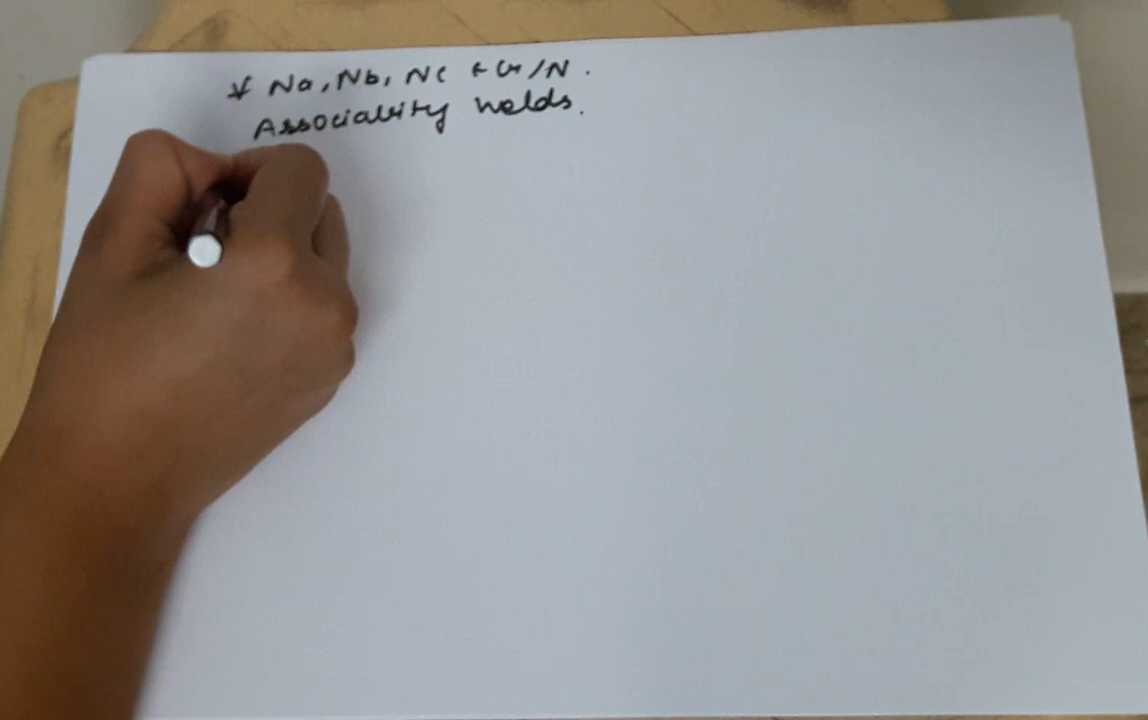 ∀ Na, Nb, Nc ∈ G/N.
Associativity holds.